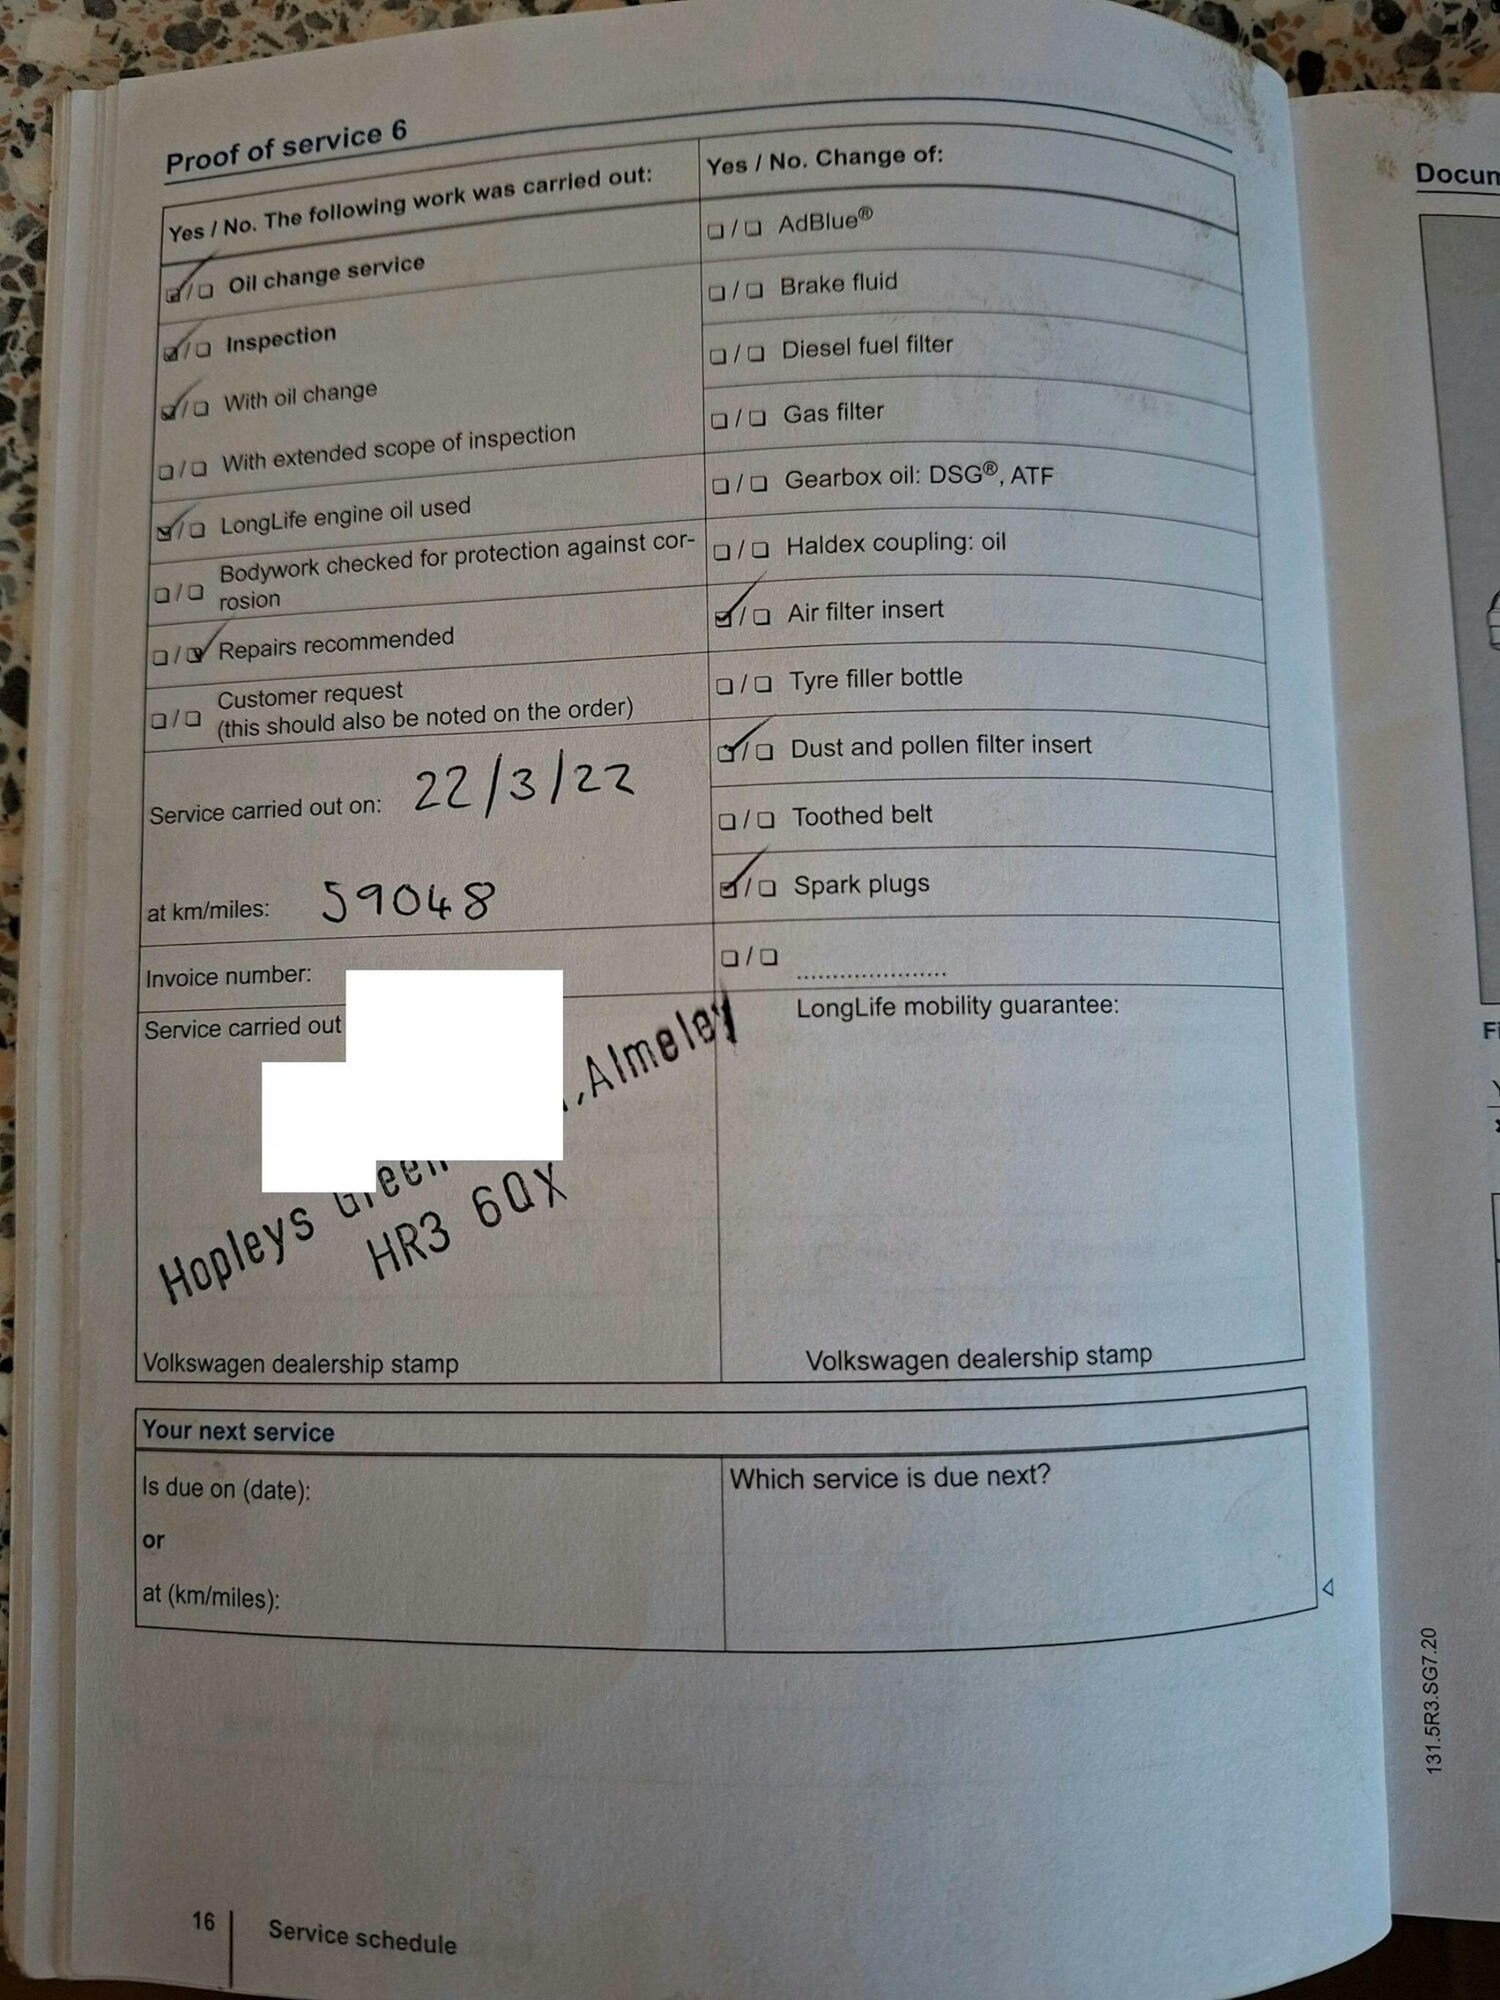 Proof of service 6
Yes / No. The following work was carried out:
☑/❏ Oil change service
☑/❏ Inspection
☑/❏ With oil change
❏/❏ With extended scope of inspection
☑/❏ LongLife engine oil used
❏/❏ Bodywork checked for protection against cor-
rosion
❏/☑ Repairs recommended
❏/❏ Customer request
(this should also be noted on the order)
Service carried out on: 22/3/22
at km/miles: 59048
Invoice number:
Service carried out
,Almeley
Hopleys Green
HR3 6QX
Volkswagen dealership stamp
Yes / No. Change of:
❏/❏ AdBlue®
❏/❏ Brake fluid
❏/❏ Diesel fuel filter
❏/❏ Gas filter
❏/❏ Gearbox oil: DSG®, ATF
❏/❏ Haldex coupling: oil
☑/❏ Air filter insert
❏/❏ Tyre filler bottle
☑/❏ Dust and pollen filter insert
❏/❏ Toothed belt
☑/❏ Spark plugs
❏/❏ .....................
LongLife mobility guarantee:
Volkswagen dealership stamp
Your next service
Is due on (date):
or
at (km/miles):
Which service is due next?
16
Service schedule
Docum
Fi
131.5R3.SG7.20